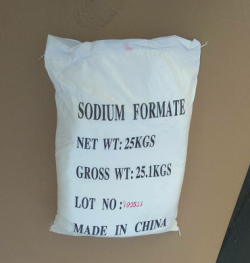 SODIUM FORMATE
NET WT: 25KGS
GROSS WT: 25.1KGS
LOT NO:
MADE IN CHINA